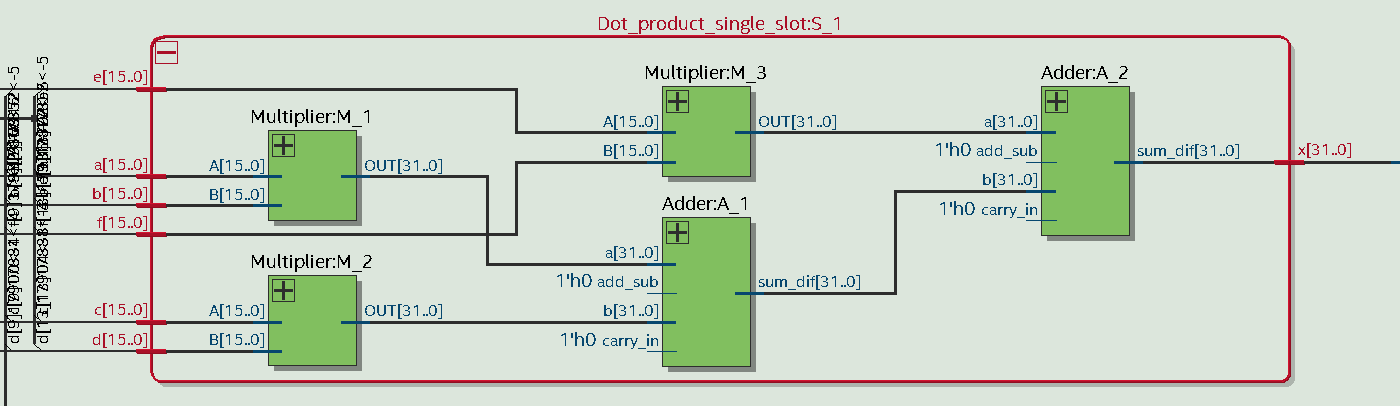 Dot_product_single_slot:S_1
Multiplier:M_3
Adder:A_2
e[15..0]
Multiplier:M_1
A[15..0]
OUT[31..0]
a[31..0]
B[15..0]
1'h0 add_sub
sum_dif[31..0]
x[31..0]
a[15..0]
A[15..0]
OUT[31..0]
b[31..0]
b[15..0]
B[15..0]
Adder:A_1
1'h0 carry_in
f[15..0]
Multiplier:M_2
a[31..0]
1'h0 add_sub
sum_dif[31..0]
c[15..0]
A[15..0]
OUT[31..0]
b[31..0]
d[15..0]
B[15..0]
1'h0 carry_in